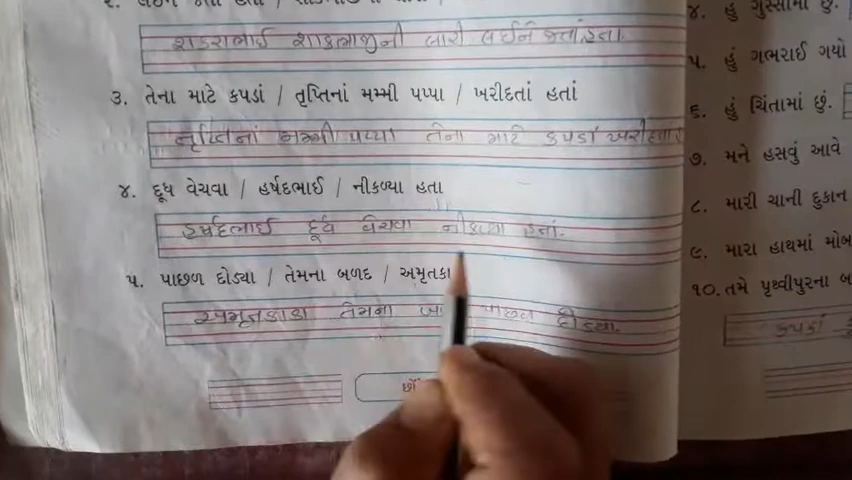 શકરાભાઈ શાકભાજીની લારી લઈને જતાં હતા.
૩. તેના માટે કપડાં / તૃપ્તિનાં મમ્મી પપ્પા / ખરીદતાં હતાં
તૃપ્તિનાં મમ્મી પપ્પા તેના માટે કપડાં
૪. દૂધ વેચવા / હર્ષદભાઈ / નીકળ્યા હતા
હર્ષદભાઈ દૂધ વેચવા નીકળ્યા હતાં.
૫. પાછળ દોડ્યા / તેમના બળદ / અમૃતકા
અમૃતકાકા તેમના પાછળ દોડ્યા.
૪. હું ગુસ્સામાં છું.
૫. હું ગભરાઈ ગયો
૬. હું ચિંતામાં છું.
૭. મને હસવું આવે
૮. મારી ચાની દુકાન
૯. મારા હાથમાં મોબ
૧૦. તમે પૃથ્વીપુરના બ
કપડાં